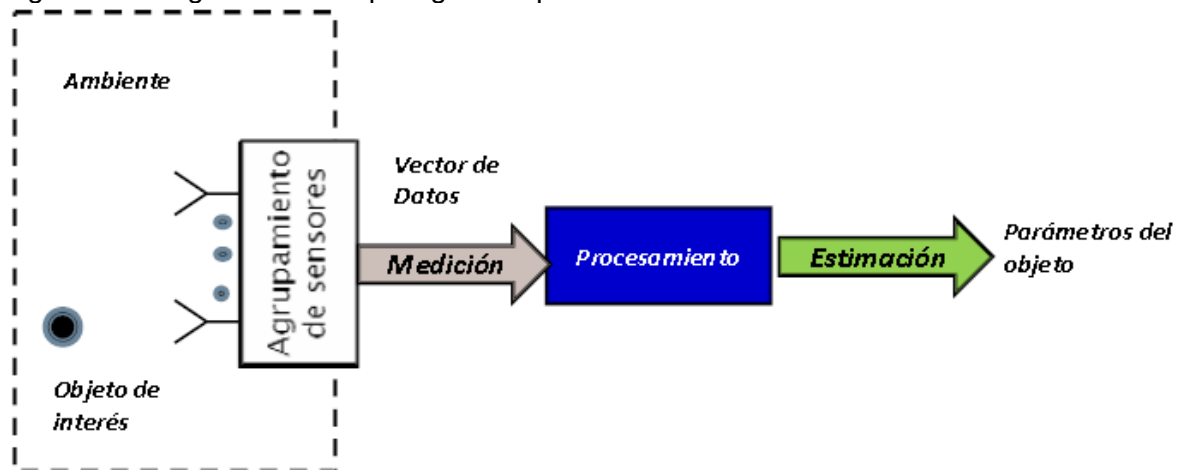 Ambiente
Agrupamiento
de sensores
Vector de
Datos
Medición
Procesamiento
Estimación
Parámetros del
objeto
Objeto de
interés